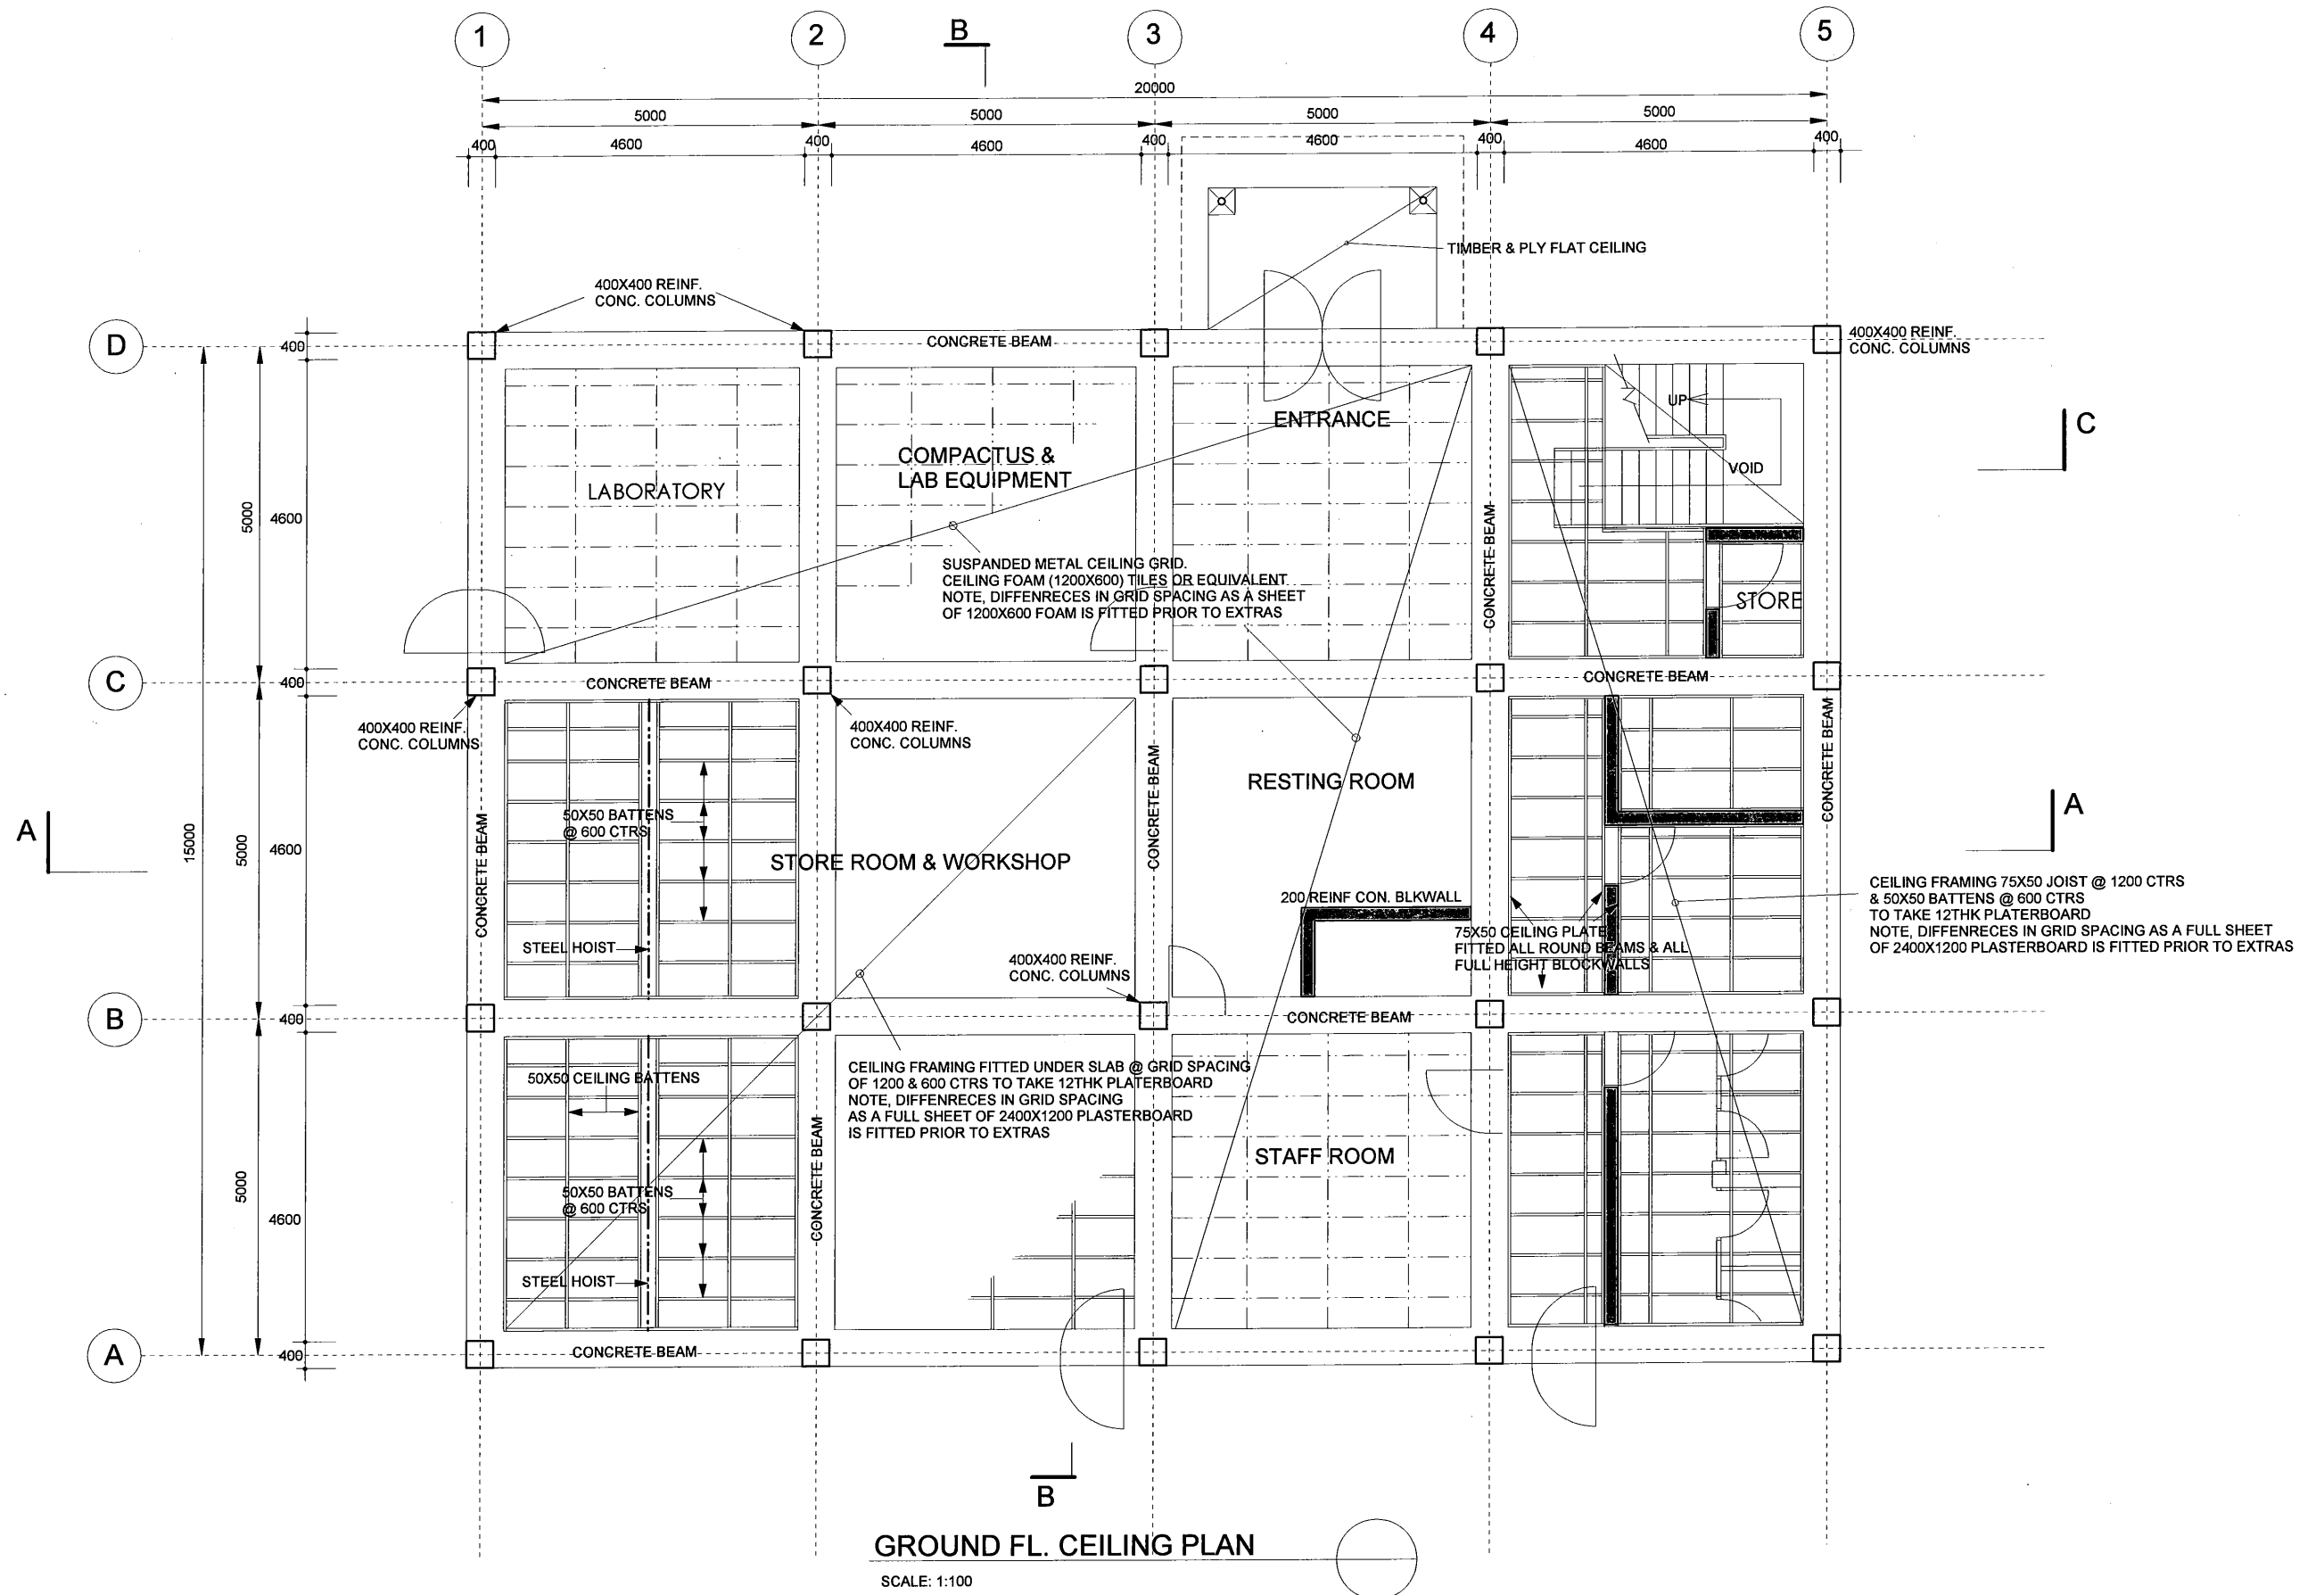 1
2
B
3
4
5
20000
5000
5000
5000
5000
400
4600
400
4600
400
4600
400
4600
400
TIMBER & PLY FLAT CEILING
400X400 REINF.
CONC. COLUMNS
D
400
CONCRETE BEAM
400X400 REINF.
CONC. COLUMNS
ENTRANCE
UP
C
COMPACTUS &
LAB EQUIPMENT
LABORATORY
VOID
5000
4600
CONCRETE BEAM
SUSPANDED METAL CEILING GRID.
CEILING FOAM (1200X600) TILES OR EQUIVALENT
NOTE, DIFFENRECES IN GRID SPACING AS A SHEET
OF 1200X600 FOAM IS FITTED PRIOR TO EXTRAS
STORE
C
400
CONCRETE BEAM
CONCRETE BEAM
400X400 REINF.
CONC. COLUMNS
400X400 REINF.
CONC. COLUMNS
CONCRETE BEAM
CONCRETE BEAM
RESTING ROOM
A
A
50X50 BATTENS
@ 600 CTRS
15000
5000
4600
CONCRETE BEAM
STORE ROOM & WORKSHOP
200 REINF CON. BLKWALL
CEILING FRAMING 75X50 JOIST @ 1200 CTRS
& 50X50 BATTENS @ 600 CTRS
TO TAKE 12THK PLATERBOARD
NOTE, DIFFENRECES IN GRID SPACING AS A FULL SHEET
OF 2400X1200 PLASTERBOARD IS FITTED PRIOR TO EXTRAS
75X50 CEILING PLATE
FITTED ALL ROUND BEAMS & ALL
FULL HEIGHT BLOCKWALLS
STEEL HOIST
400X400 REINF.
CONC. COLUMNS
B
400
CONCRETE BEAM
CEILING FRAMING FITTED UNDER SLAB @ GRID SPACING
OF 1200 & 600 CTRS TO TAKE 12THK PLATERBOARD
NOTE, DIFFENRECES IN GRID SPACING
AS A FULL SHEET OF 2400X1200 PLASTERBOARD
IS FITTED PRIOR TO EXTRAS
50X50 CEILING BATTENS
CONCRETE BEAM
STAFF ROOM
5000
4600
50X50 BATTENS
@ 600 CTRS
STEEL HOIST
A
400
CONCRETE BEAM
B
GROUND FL. CEILING PLAN
SCALE: 1:100